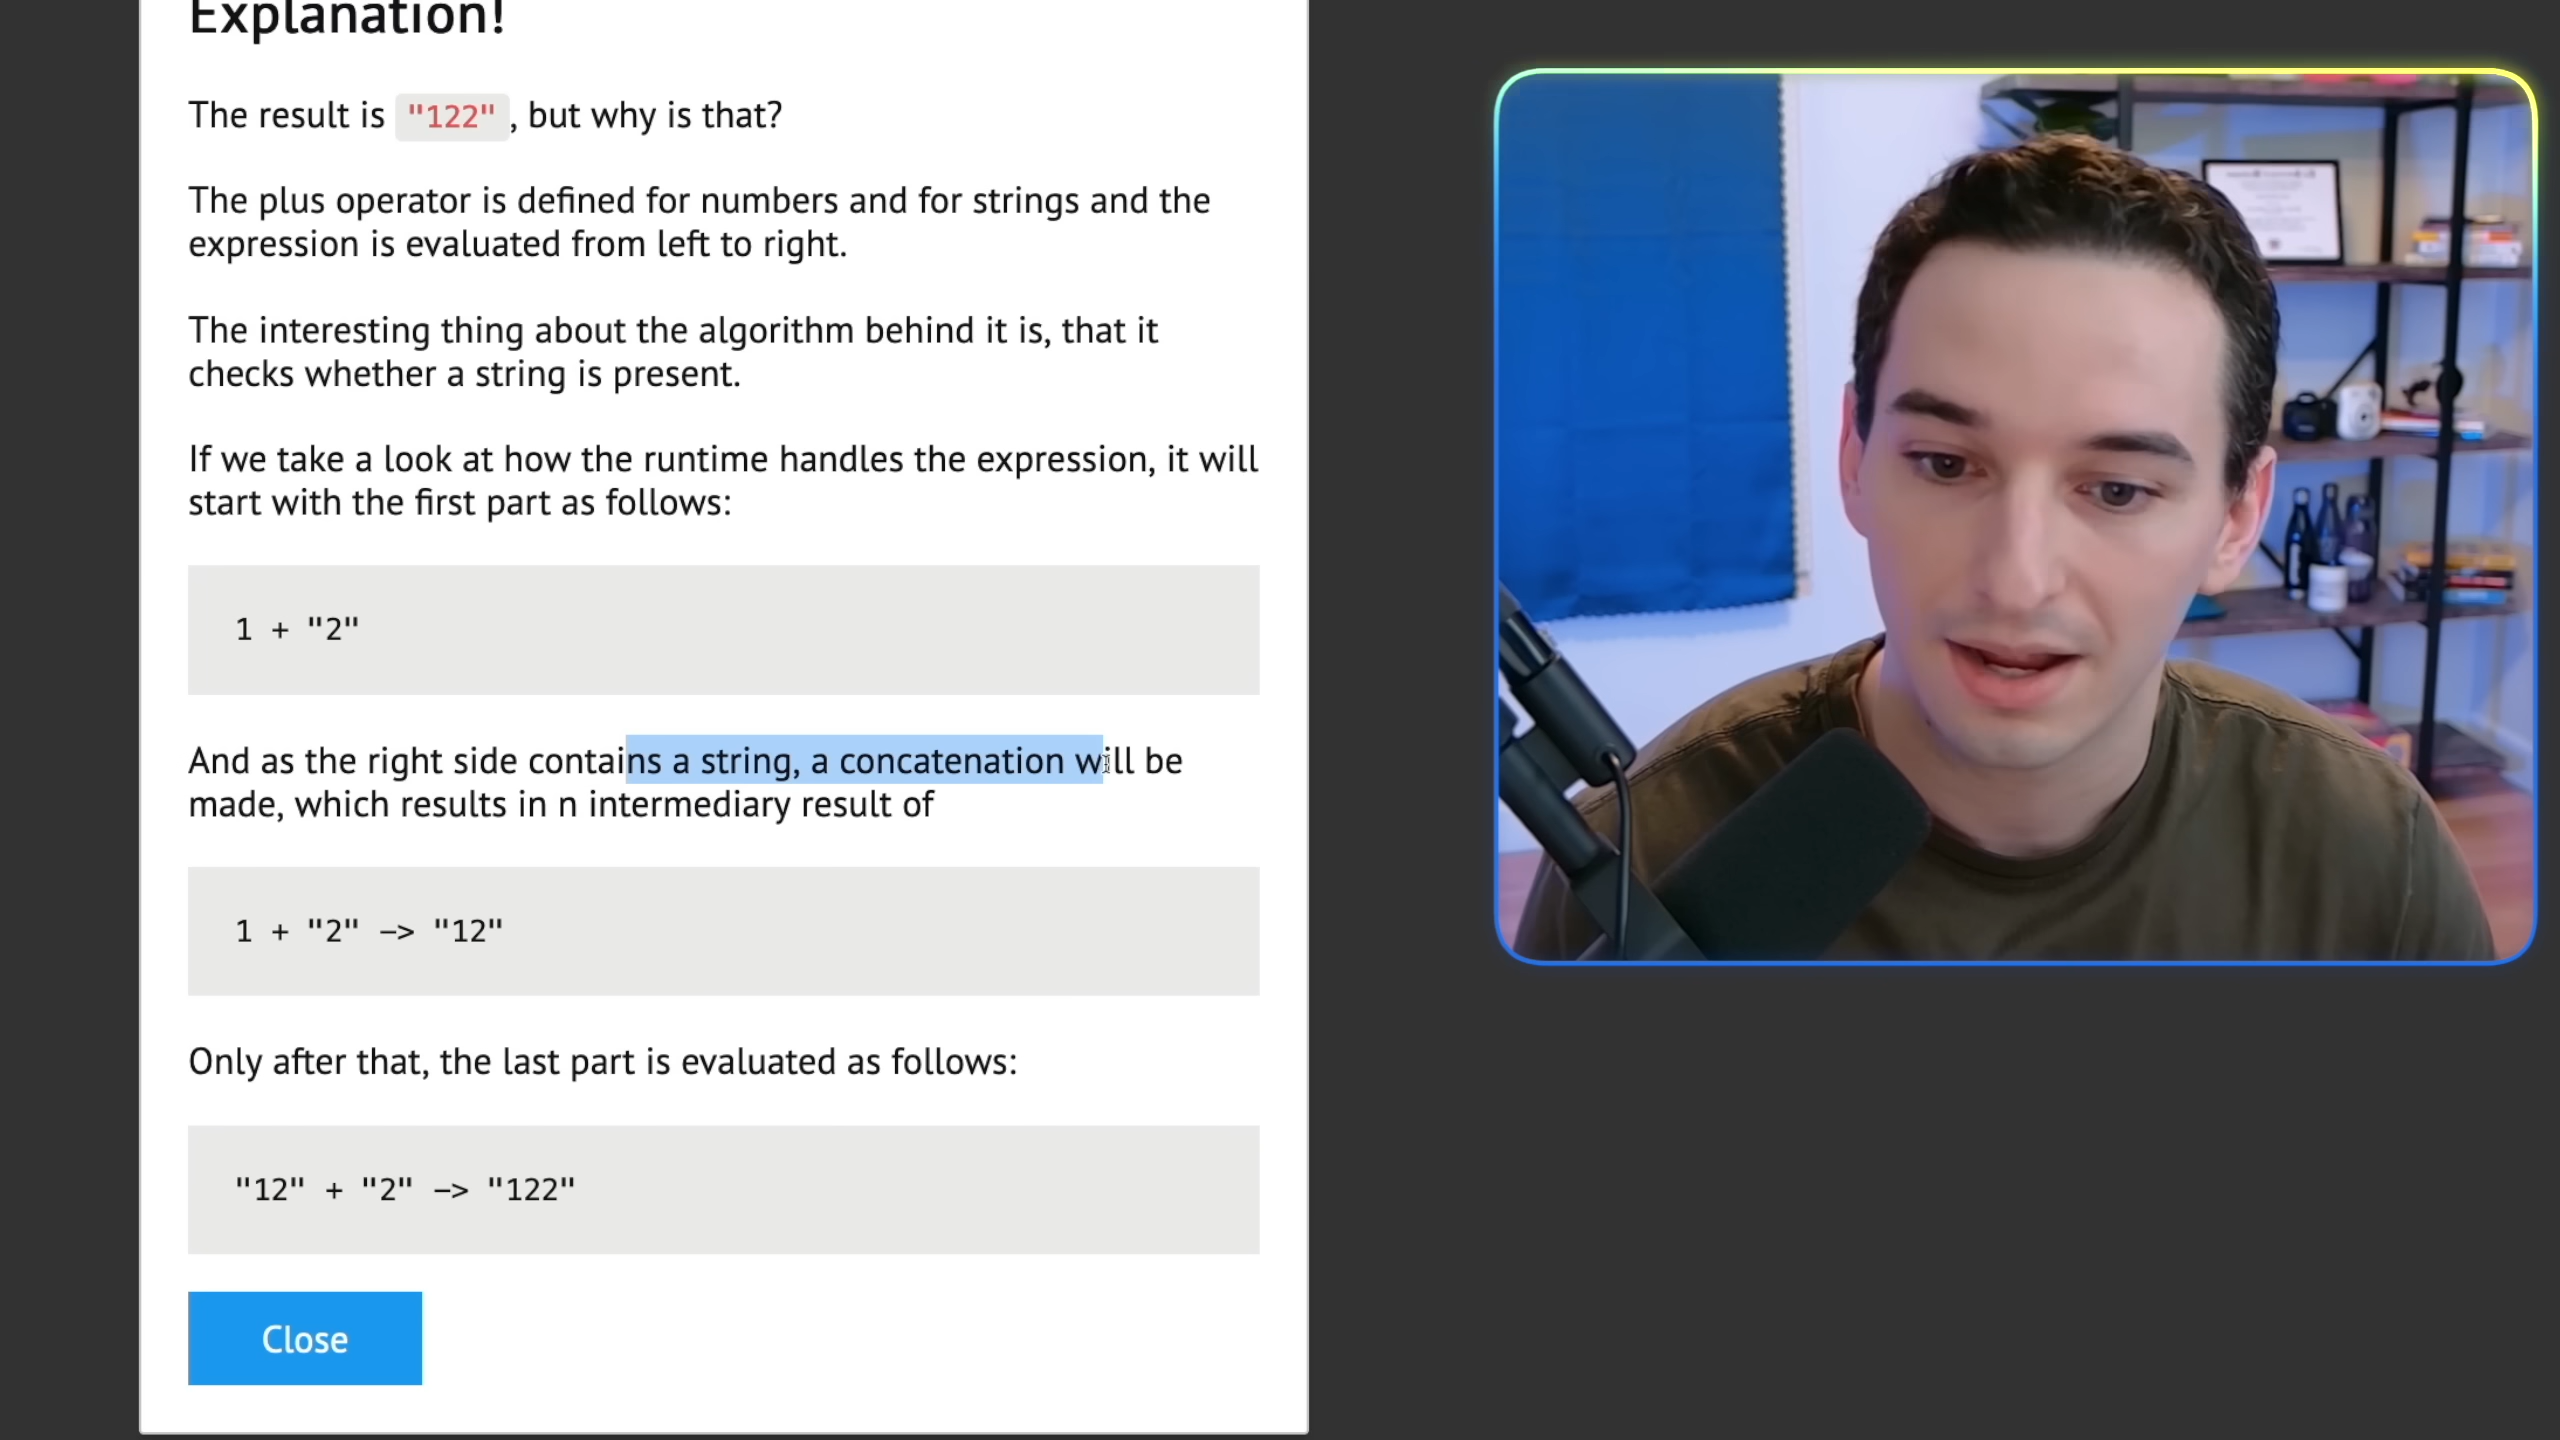 Explanation!
The result is "122", but why is that?
The plus operator is defined for numbers and for strings and the
expression is evaluated from left to right.
The interesting thing about the algorithm behind it is, that it
checks whether a string is present.
If we take a look at how the runtime handles the expression, it will
start with the first part as follows:
1 + "2"
And as the right side contains a string, a concatenation will be
made, which results in n intermediary result of
1 + "2" —> "12"
Only after that, the last part is evaluated as follows:
"12" + "2" —> "122"
Close